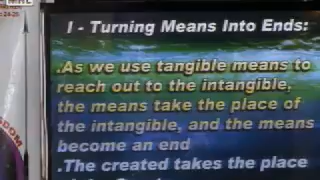 I - Turning Means Into Ends:
.As we use tangible means to
reach out to the intangible,
the means take the place of
the intangible, and the means
become an end
.The created takes the place